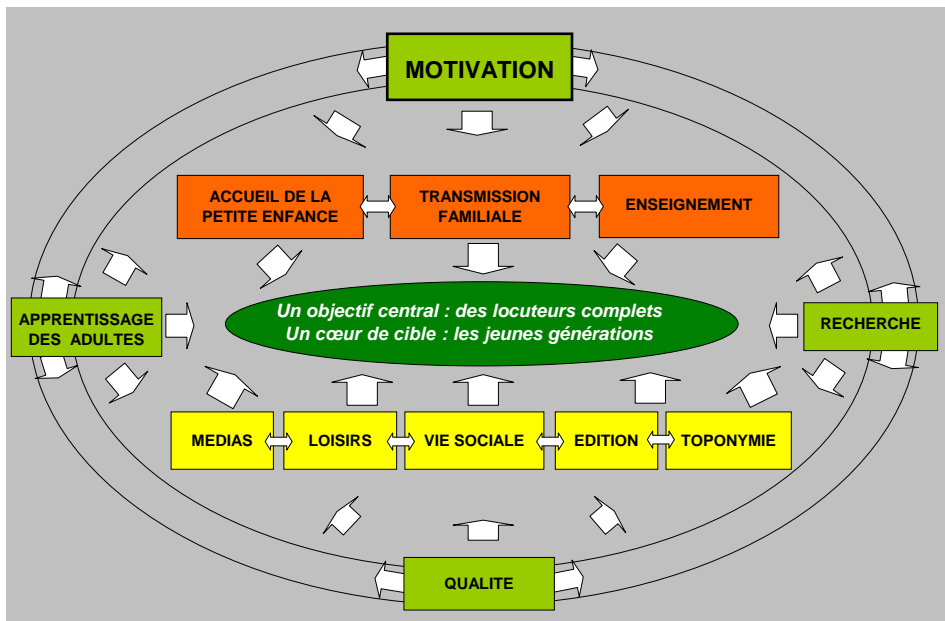 MOTIVATION
ACCUEIL DE LA
PETITE ENFANCE
TRANSMISSION
FAMILIALE
ENSEIGNEMENT
Un objectif central : des locuteurs complets
Un cœur de cible : les jeunes générations
APPRENTISSAGE
DES ADULTES
RECHERCHE
MEDIAS
LOISIRS
VIE SOCIALE
EDITION
TOPONYMIE
QUALITE